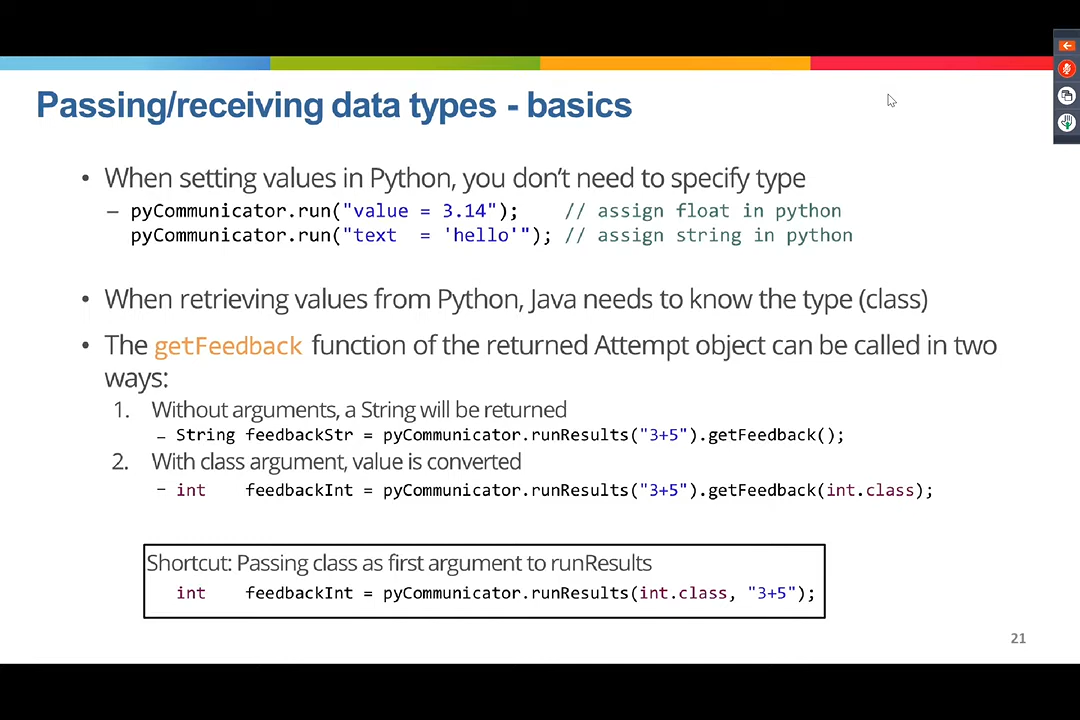 Passing/receiving data types - basics
• When setting values in Python, you don't need to specify type
– pyCommunicator.run("value = 3.14");     // assign float in python
pyCommunicator.run("text  = 'hello'"); // assign string in python
• When retrieving values from Python, Java needs to know the type (class)
• The getFeedback function of the returned Attempt object can be called in two
ways:
1. Without arguments, a String will be returned
– String feedbackStr = pyCommunicator.runResults("3+5").getFeedback();
2. With class argument, value is converted
– int    feedbackInt = pyCommunicator.runResults("3+5").getFeedback(int.class);
Shortcut: Passing class as first argument to runResults
int    feedbackInt = pyCommunicator.runResults(int.class, "3+5");
21